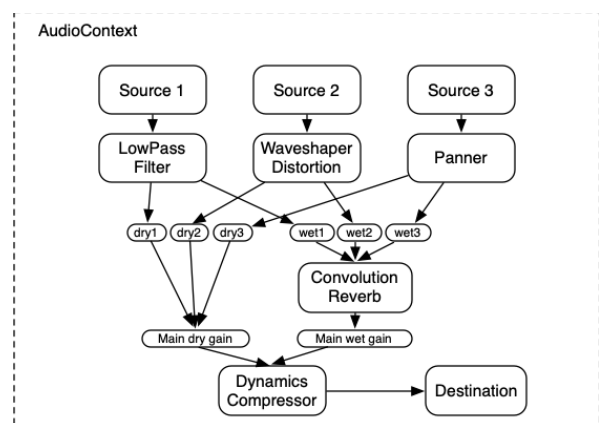 AudioContext
Source 1
Source 2
Source 3
LowPass
Filter
Waveshaper
Distortion
Panner
dry1
dry2
dry3
wet1
wet2
wet3
Convolution
Reverb
Main dry gain
Main wet gain
Dynamics
Compressor
Destination